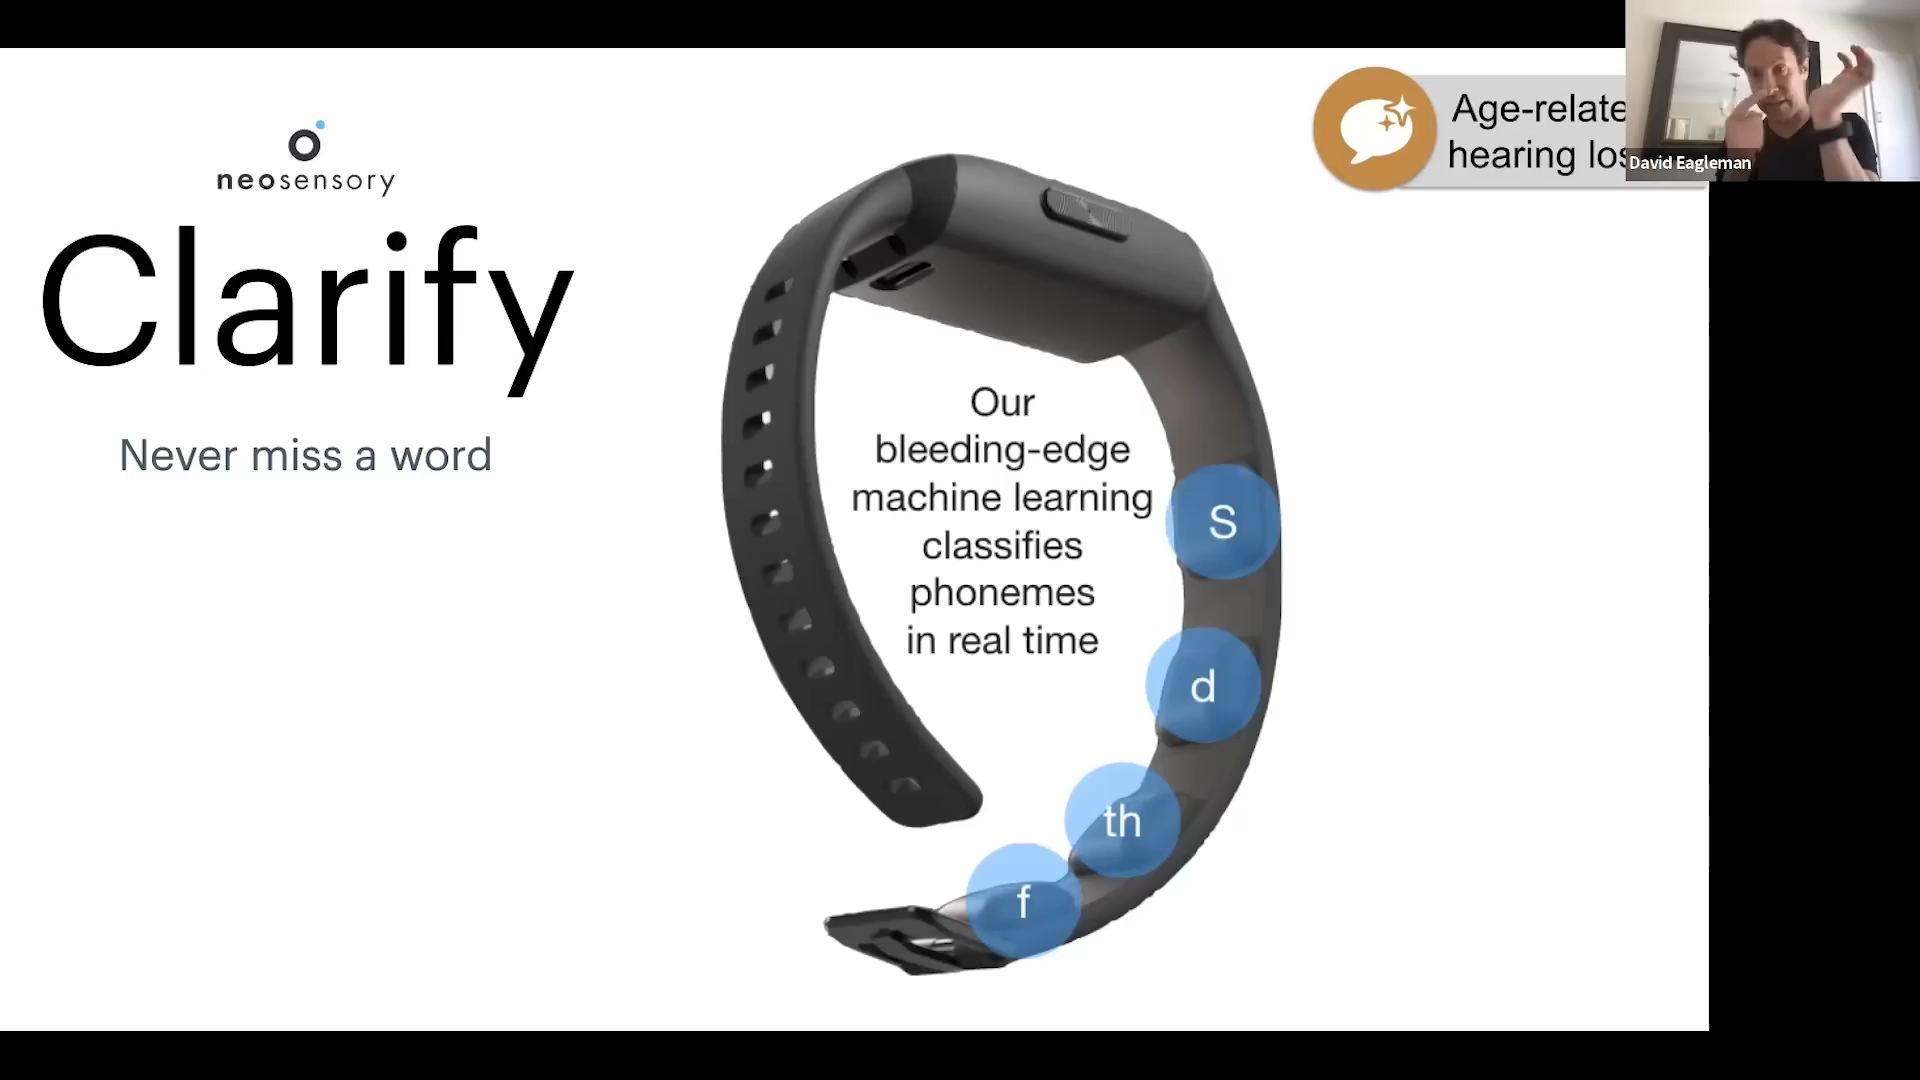 neosensory
Clarify
Never miss a word
Age-relate
hearing los
David Eagleman
Our
bleeding-edge
machine learning
classifies
phonemes
in real time
S
d
th
f